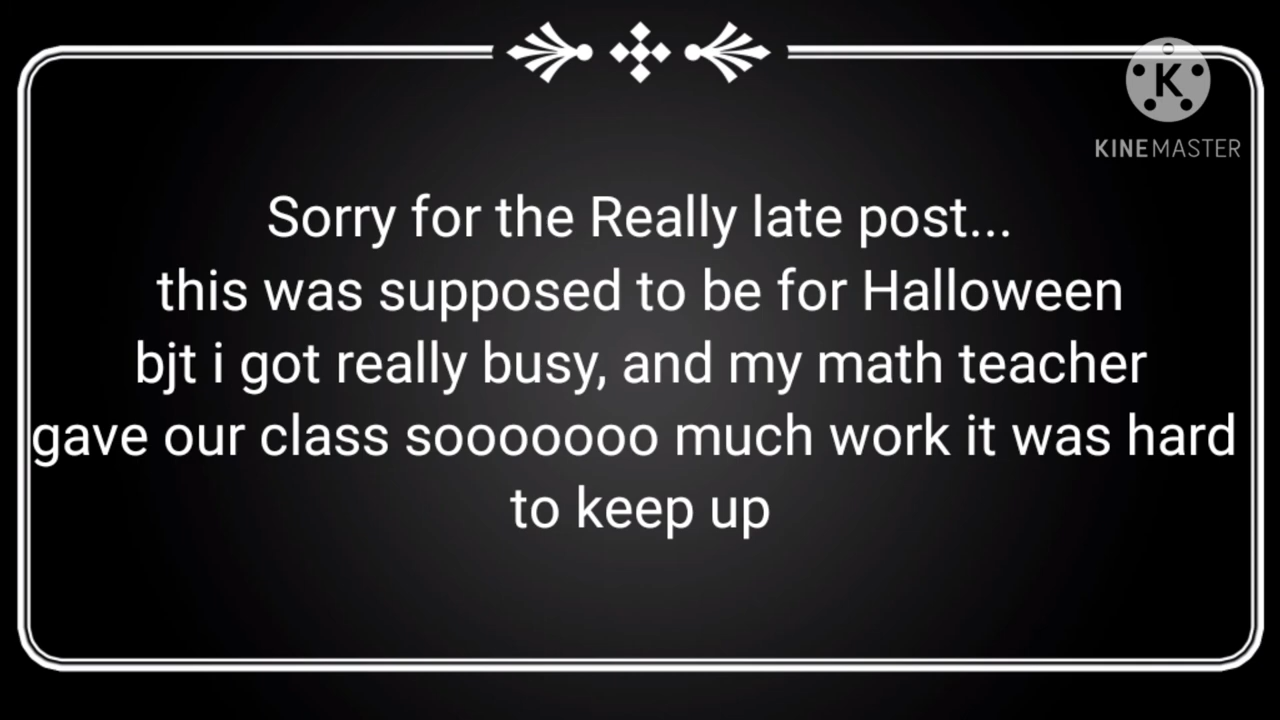 K
KINEMASTER
Sorry for the Really late post...
this was supposed to be for Halloween
bjt i got really busy, and my math teacher
gave our class sooooooo much work it was hard
to keep up